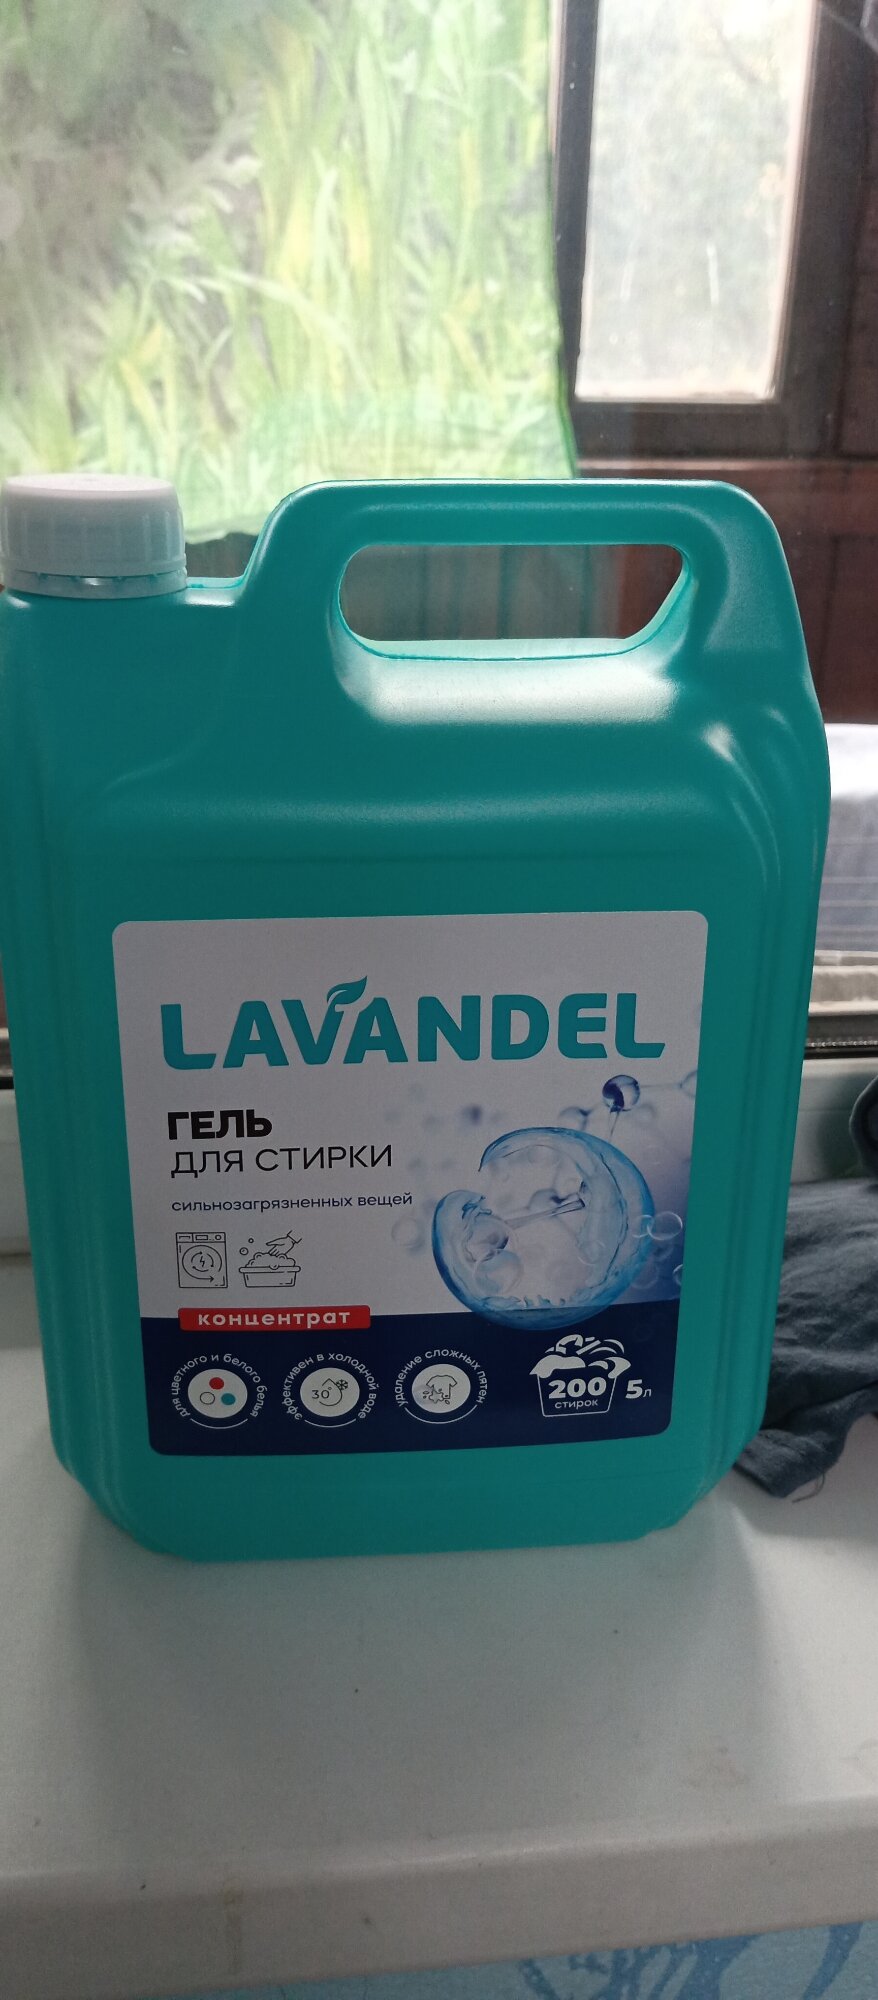 LAVANDEL
ГЕЛЬ
ДЛЯ СТИРКИ
сильнозагрязненных вещей
концентрат
для цветного и белого белья
эффективен в холодной воде
30°
удаление сложных пятен
200
стирок
5л